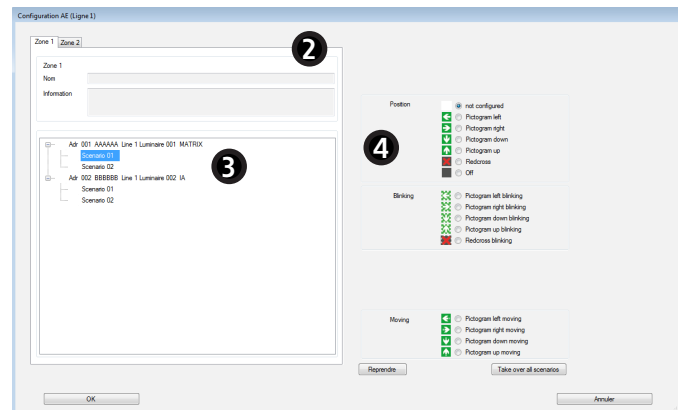 Configuration AE (Ligne 1)
Zone 1 Zone 2
2
Zone 1
Nom
Information
3
Adr 001 AAAAAA Line 1 Luminaire 001 MATRIX
Scenario 01
Scenario 02
Adr 002 BBBBBB Line 1 Luminaire 002 IA
Scenario 01
Scenario 02
4
Position
not configured
Pictogram left
Pictogram right
Pictogram down
Pictogram up
Redcross
Off
Blinking
Pictogram left blinking
Pictogram right blinking
Pictogram down blinking
Pictogram up blinking
Redcross blinking
Moving
Pictogram left moving
Pictogram right moving
Pictogram down moving
Pictogram up moving
Reprendre
Take over all scenarios
OK
Annuler